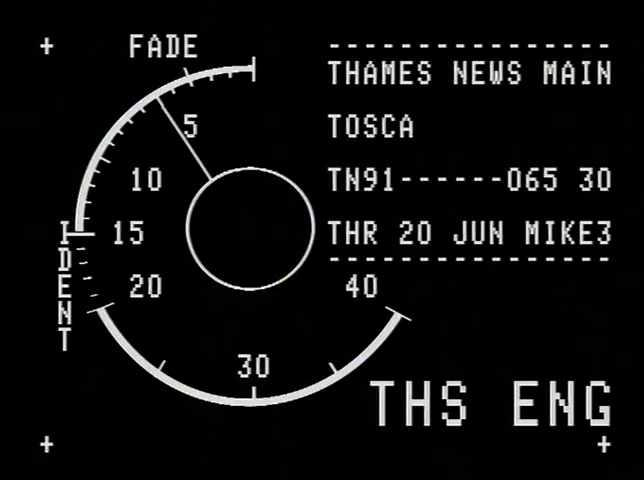 FADE
5
10
15
20
30
40
IDENT
----------------
THAMES NEWS MAIN
TOSCA
TN91------065 30
THR 20 JUN MIKE3
----------------
THS ENG